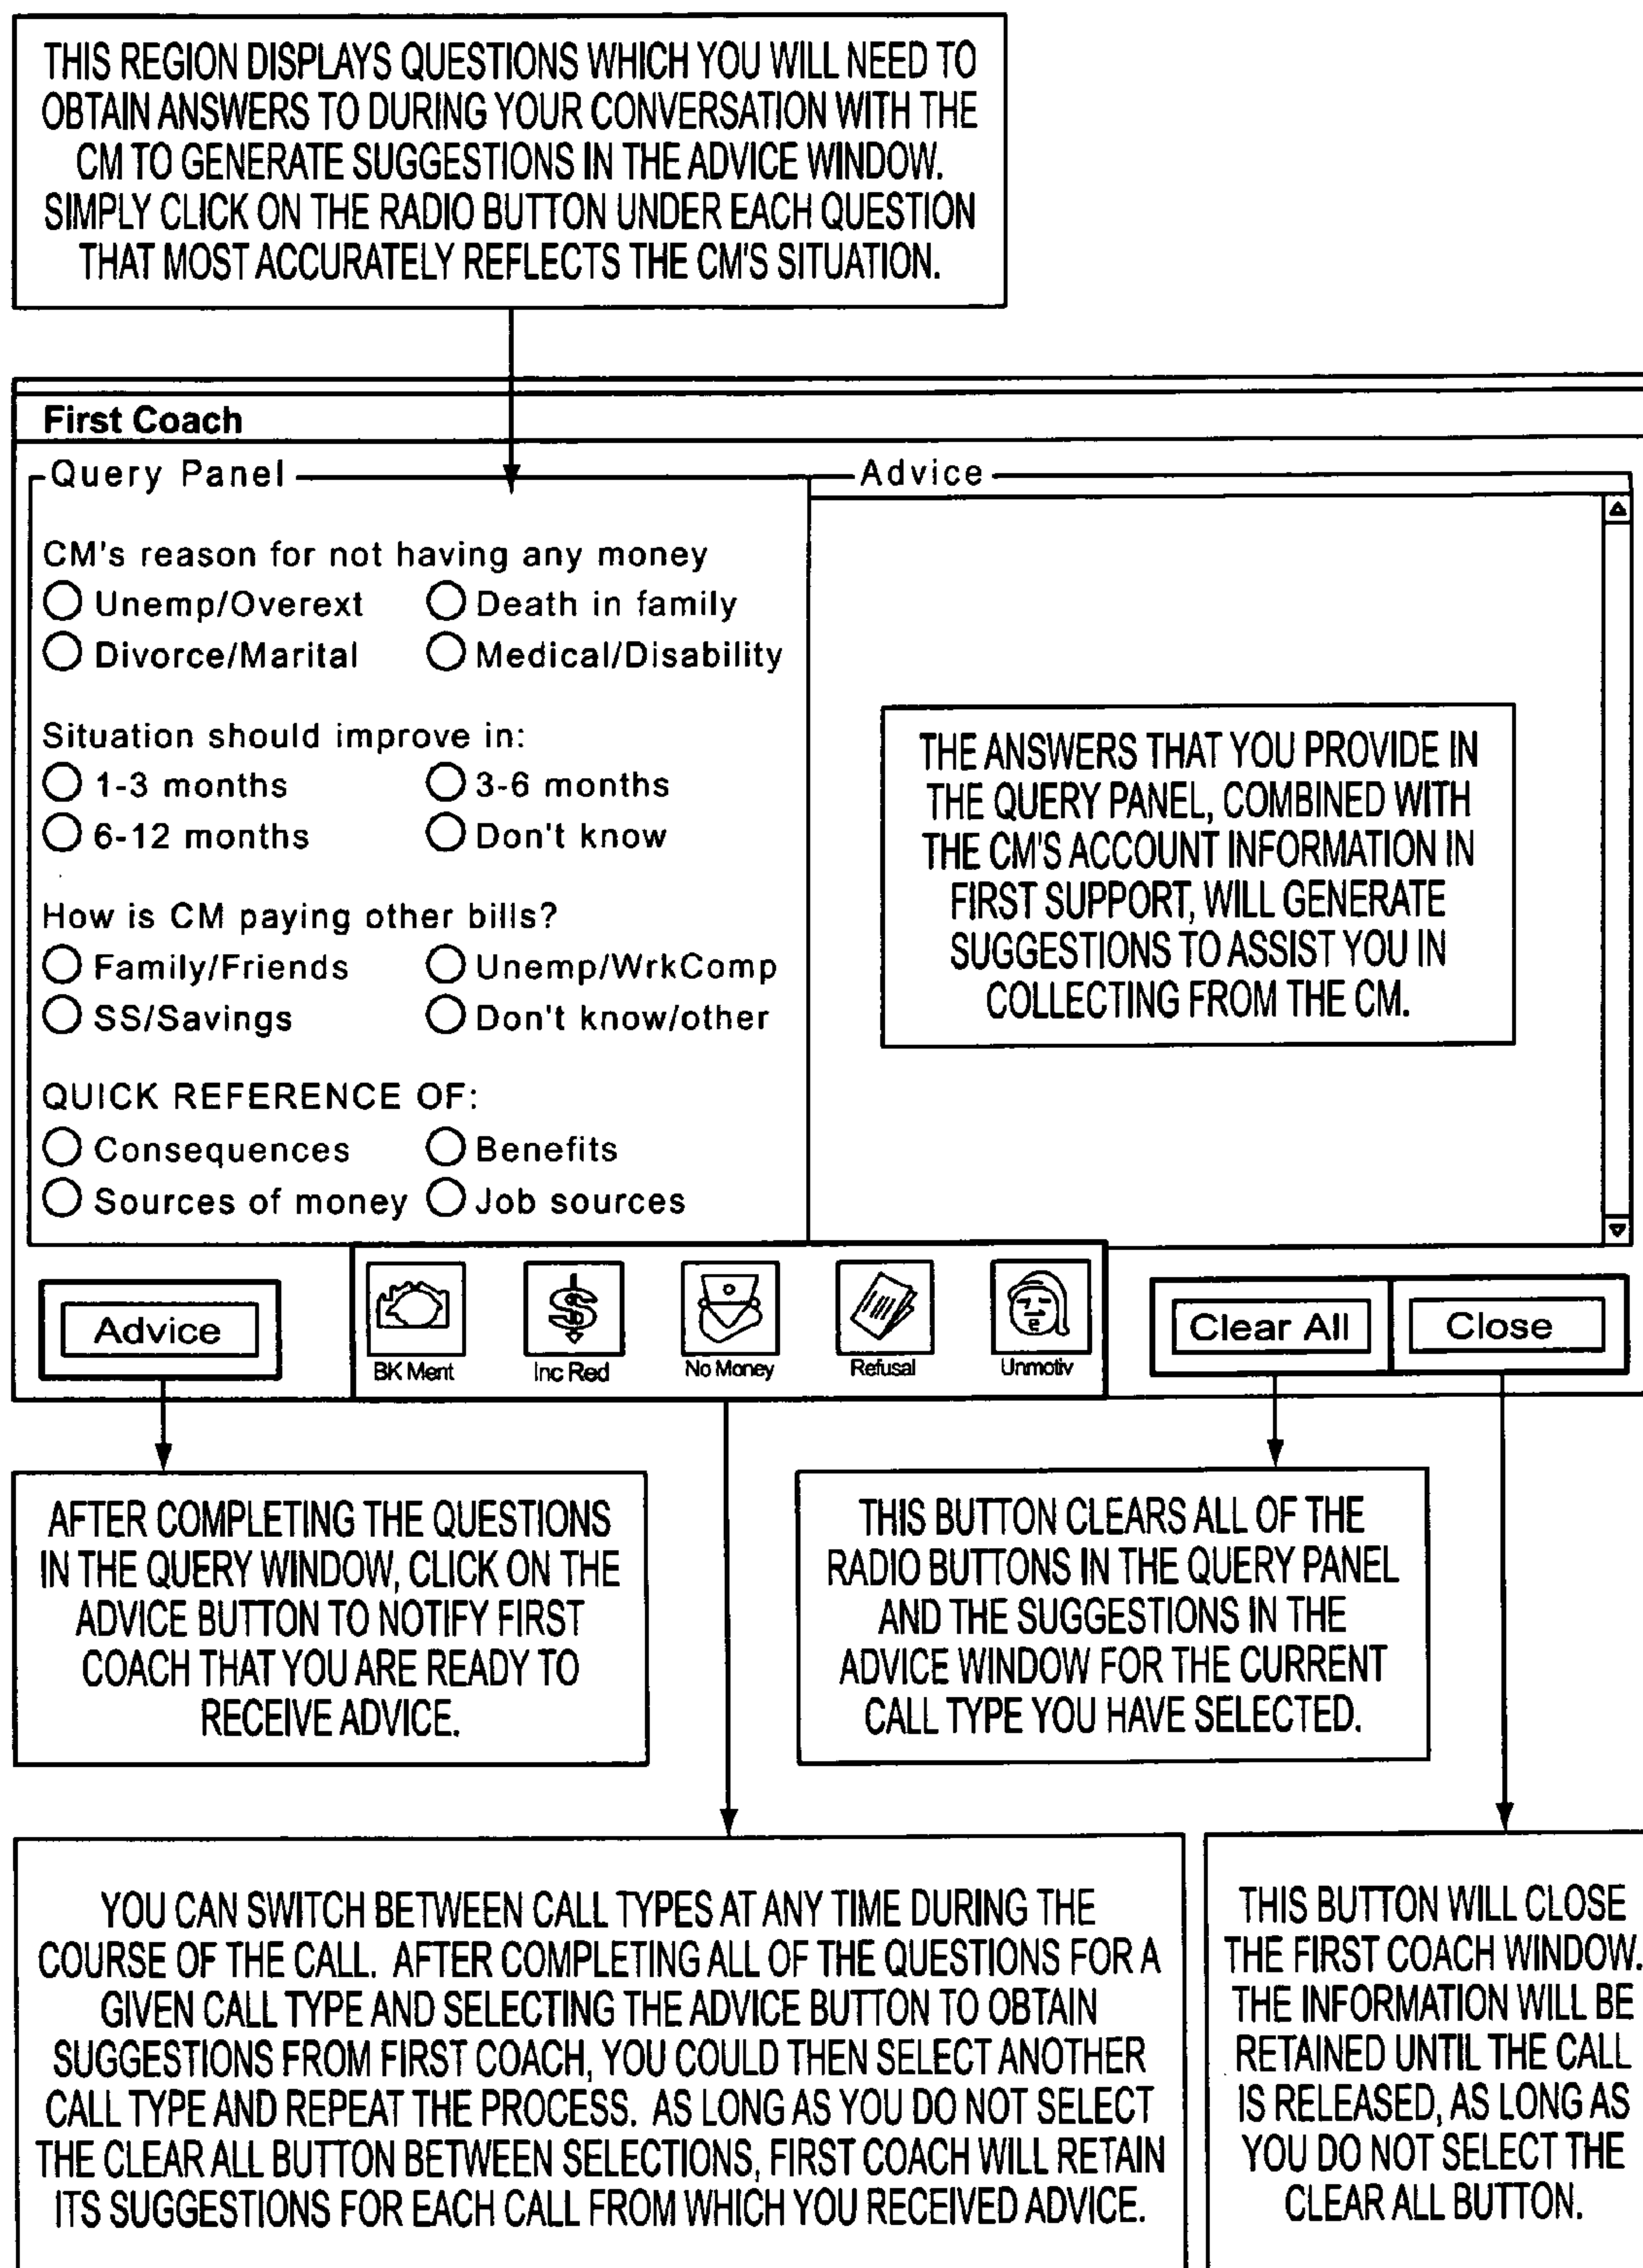 THIS REGION DISPLAYS QUESTIONS WHICH YOU WILL NEED TO
OBTAIN ANSWERS TO DURING YOUR CONVERSATION WITH THE
CM TO GENERATE SUGGESTIONS IN THE ADVICE WINDOW.
SIMPLY CLICK ON THE RADIO BUTTON UNDER EACH QUESTION
THAT MOST ACCURATELY REFLECTS THE CM'S SITUATION.
First Coach
Query Panel
CM's reason for not having any money
Unemp/Overext Death in family
Divorce/Marital Medical/Disability
Situation should improve in:
1-3 months 3-6 months
6-12 months Don't know
How is CM paying other bills?
Family/Friends Unemp/WrkComp
SS/Savings Don't know/other
QUICK REFERENCE OF:
Consequences Benefits
Sources of money Job sources
Advice
THE ANSWERS THAT YOU PROVIDE IN
THE QUERY PANEL, COMBINED WITH
THE CM'S ACCOUNT INFORMATION IN
FIRST SUPPORT, WILL GENERATE
SUGGESTIONS TO ASSIST YOU IN
COLLECTING FROM THE CM.
Advice
BK Ment
Inc Red
No Money
Refusal
Unmotiv
Clear All
Close
AFTER COMPLETING THE QUESTIONS
IN THE QUERY WINDOW, CLICK ON THE
ADVICE BUTTON TO NOTIFY FIRST
COACH THAT YOU ARE READY TO
RECEIVE ADVICE.
THIS BUTTON CLEARS ALL OF THE
RADIO BUTTONS IN THE QUERY PANEL
AND THE SUGGESTIONS IN THE
ADVICE WINDOW FOR THE CURRENT
CALL TYPE YOU HAVE SELECTED.
YOU CAN SWITCH BETWEEN CALL TYPES AT ANY TIME DURING THE
COURSE OF THE CALL. AFTER COMPLETING ALL OF THE QUESTIONS FOR A
GIVEN CALL TYPE AND SELECTING THE ADVICE BUTTON TO OBTAIN
SUGGESTIONS FROM FIRST COACH, YOU COULD THEN SELECT ANOTHER
CALL TYPE AND REPEAT THE PROCESS. AS LONG AS YOU DO NOT SELECT
THE CLEAR ALL BUTTON BETWEEN SELECTIONS, FIRST COACH WILL RETAIN
ITS SUGGESTIONS FOR EACH CALL FROM WHICH YOU RECEIVED ADVICE.
THIS BUTTON WILL CLOSE
THE FIRST COACH WINDOW.
THE INFORMATION WILL BE
RETAINED UNTIL THE CALL
IS RELEASED, AS LONG AS
YOU DO NOT SELECT THE
CLEAR ALL BUTTON.